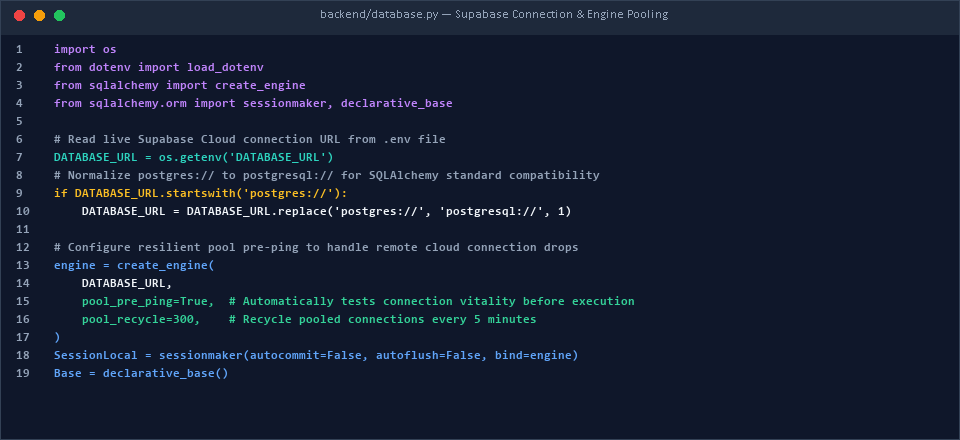 backend/database.py — Supabase Connection & Engine Pooling
1 import os
2 from dotenv import load_dotenv
3 from sqlalchemy import create_engine
4 from sqlalchemy.orm import sessionmaker, declarative_base
5
6 # Read live Supabase Cloud connection URL from .env file
7 DATABASE_URL = os.getenv('DATABASE_URL')
8 # Normalize postgres:// to postgresql:// for SQLAlchemy standard compatibility
9 if DATABASE_URL.startswith('postgres://'):
10     DATABASE_URL = DATABASE_URL.replace('postgres://', 'postgresql://', 1)
11
12 # Configure resilient pool pre-ping to handle remote cloud connection drops
13 engine = create_engine(
14     DATABASE_URL,
15     pool_pre_ping=True,  # Automatically tests connection vitality before execution
16     pool_recycle=300,    # Recycle pooled connections every 5 minutes
17 )
18 SessionLocal = sessionmaker(autocommit=False, autoflush=False, bind=engine)
19 Base = declarative_base()